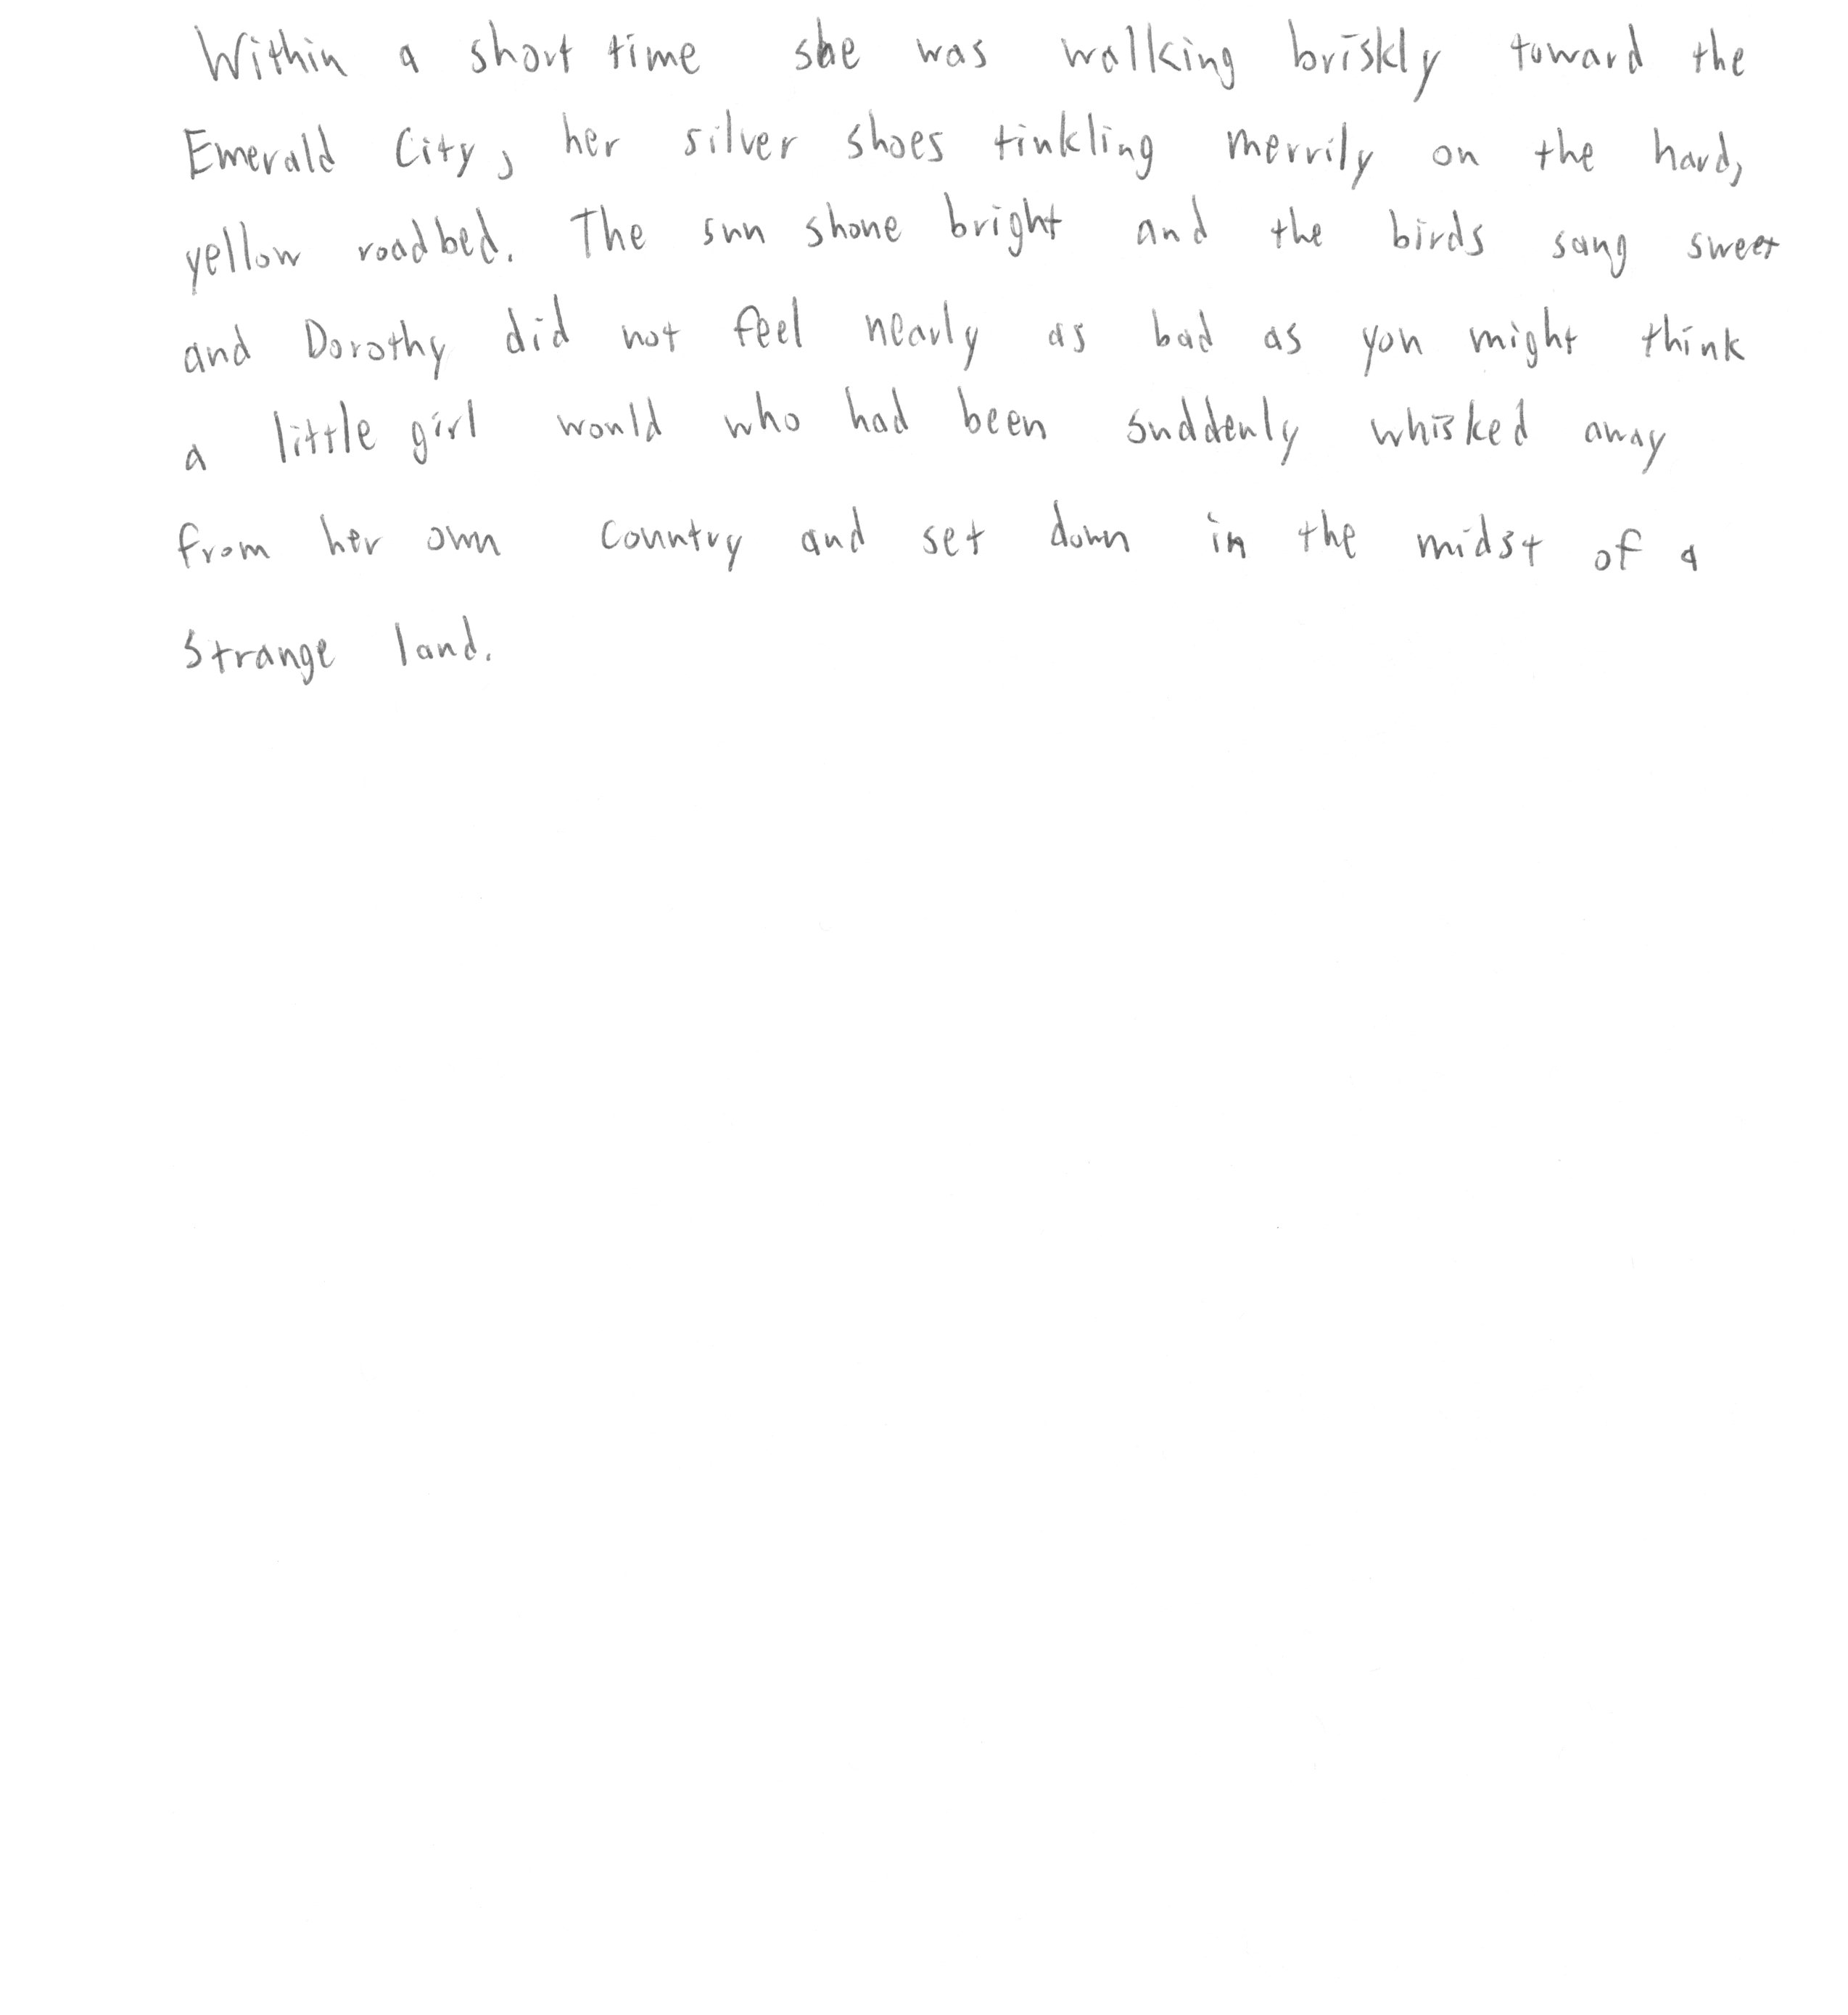 Within a short time she was walking briskly toward the
Emerald City, her silver shoes tinkling merrily on the hard,
yellow roadbed. The sun shone bright and the birds sang sweet
and Dorothy did not feel nearly as bad as you might think
a little girl would who had been suddenly whisked away
from her own country and set down in the midst of a
strange land.